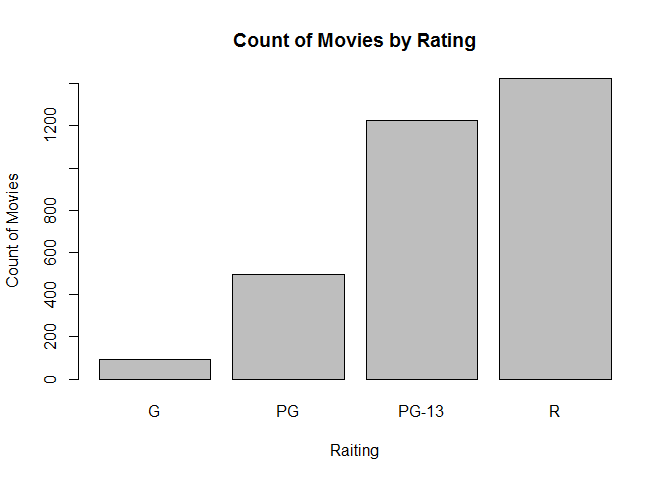 Count of Movies by Rating
Count of Movies
1200
800
600
400
200
0
G PG PG-13 R
Raiting